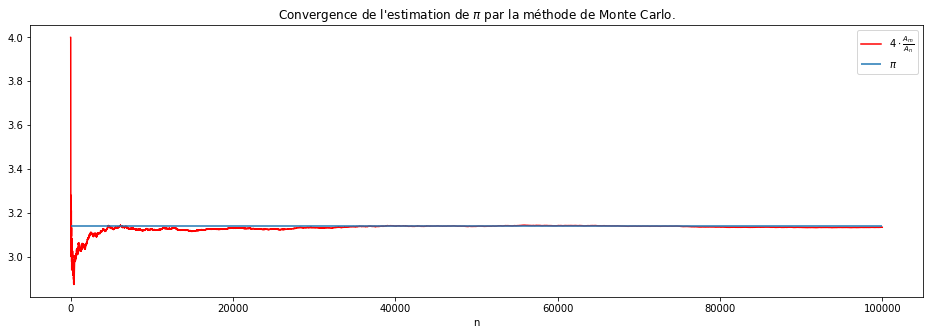 Convergence de l'estimation de π par la méthode de Monte Carlo.
4.0
3.8
3.6
3.4
3.2
3.0
0 20000 40000 60000 80000 100000
n
4 · A_m/A_n
π